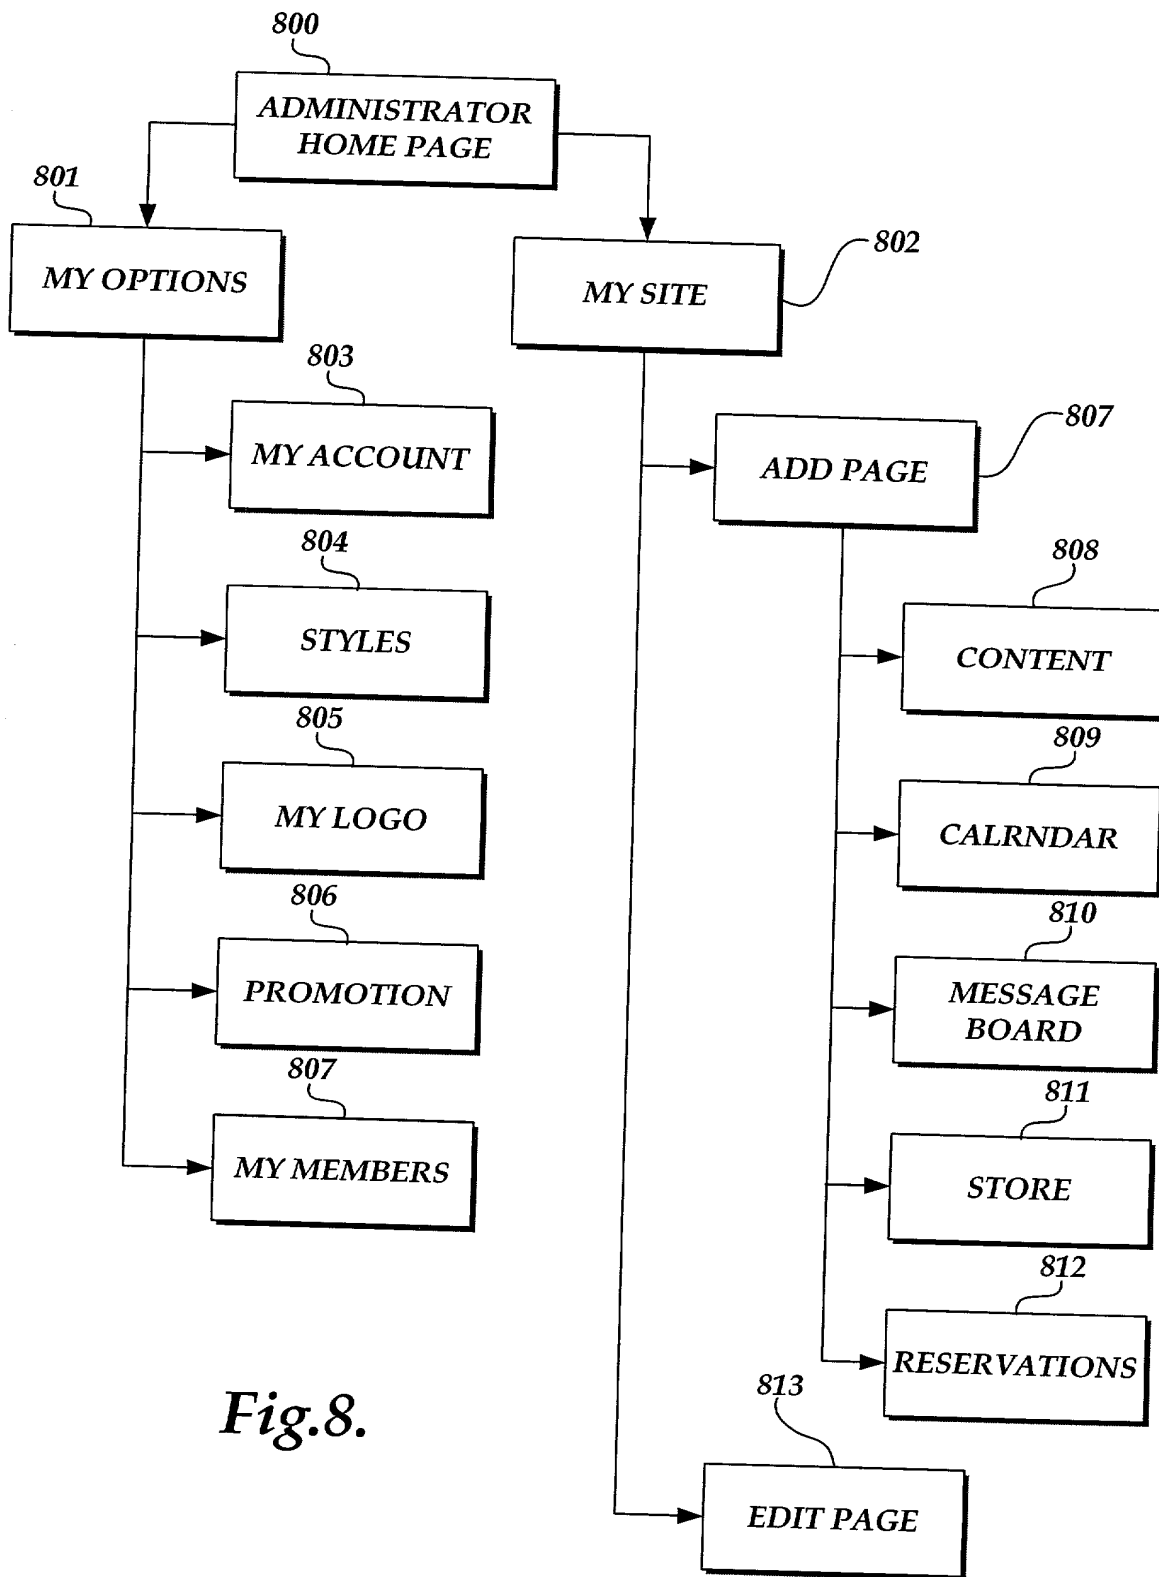 800
ADMINISTRATOR
HOME PAGE
801
MY OPTIONS
802
MY SITE
803
MY ACCOUNT
804
STYLES
805
MY LOGO
806
PROMOTION
807
MY MEMBERS
807
ADD PAGE
808
CONTENT
809
CALRNDAR
810
MESSAGE
BOARD
811
STORE
812
RESERVATIONS
813
EDIT PAGE
Fig.8.